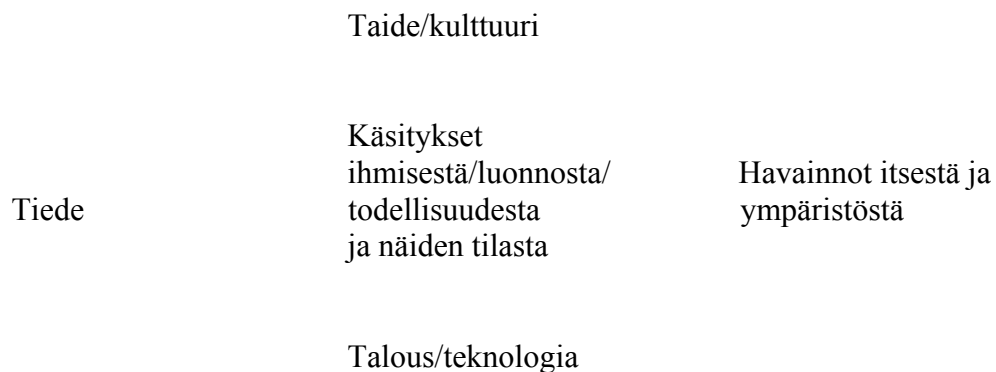 Taide/kulttuuri
Käsitykset
ihmisestä/luonnosta/ Havainnot itsestä ja
Tiede todellisuudesta ympäristöstä
ja näiden tilasta
Talous/teknologia